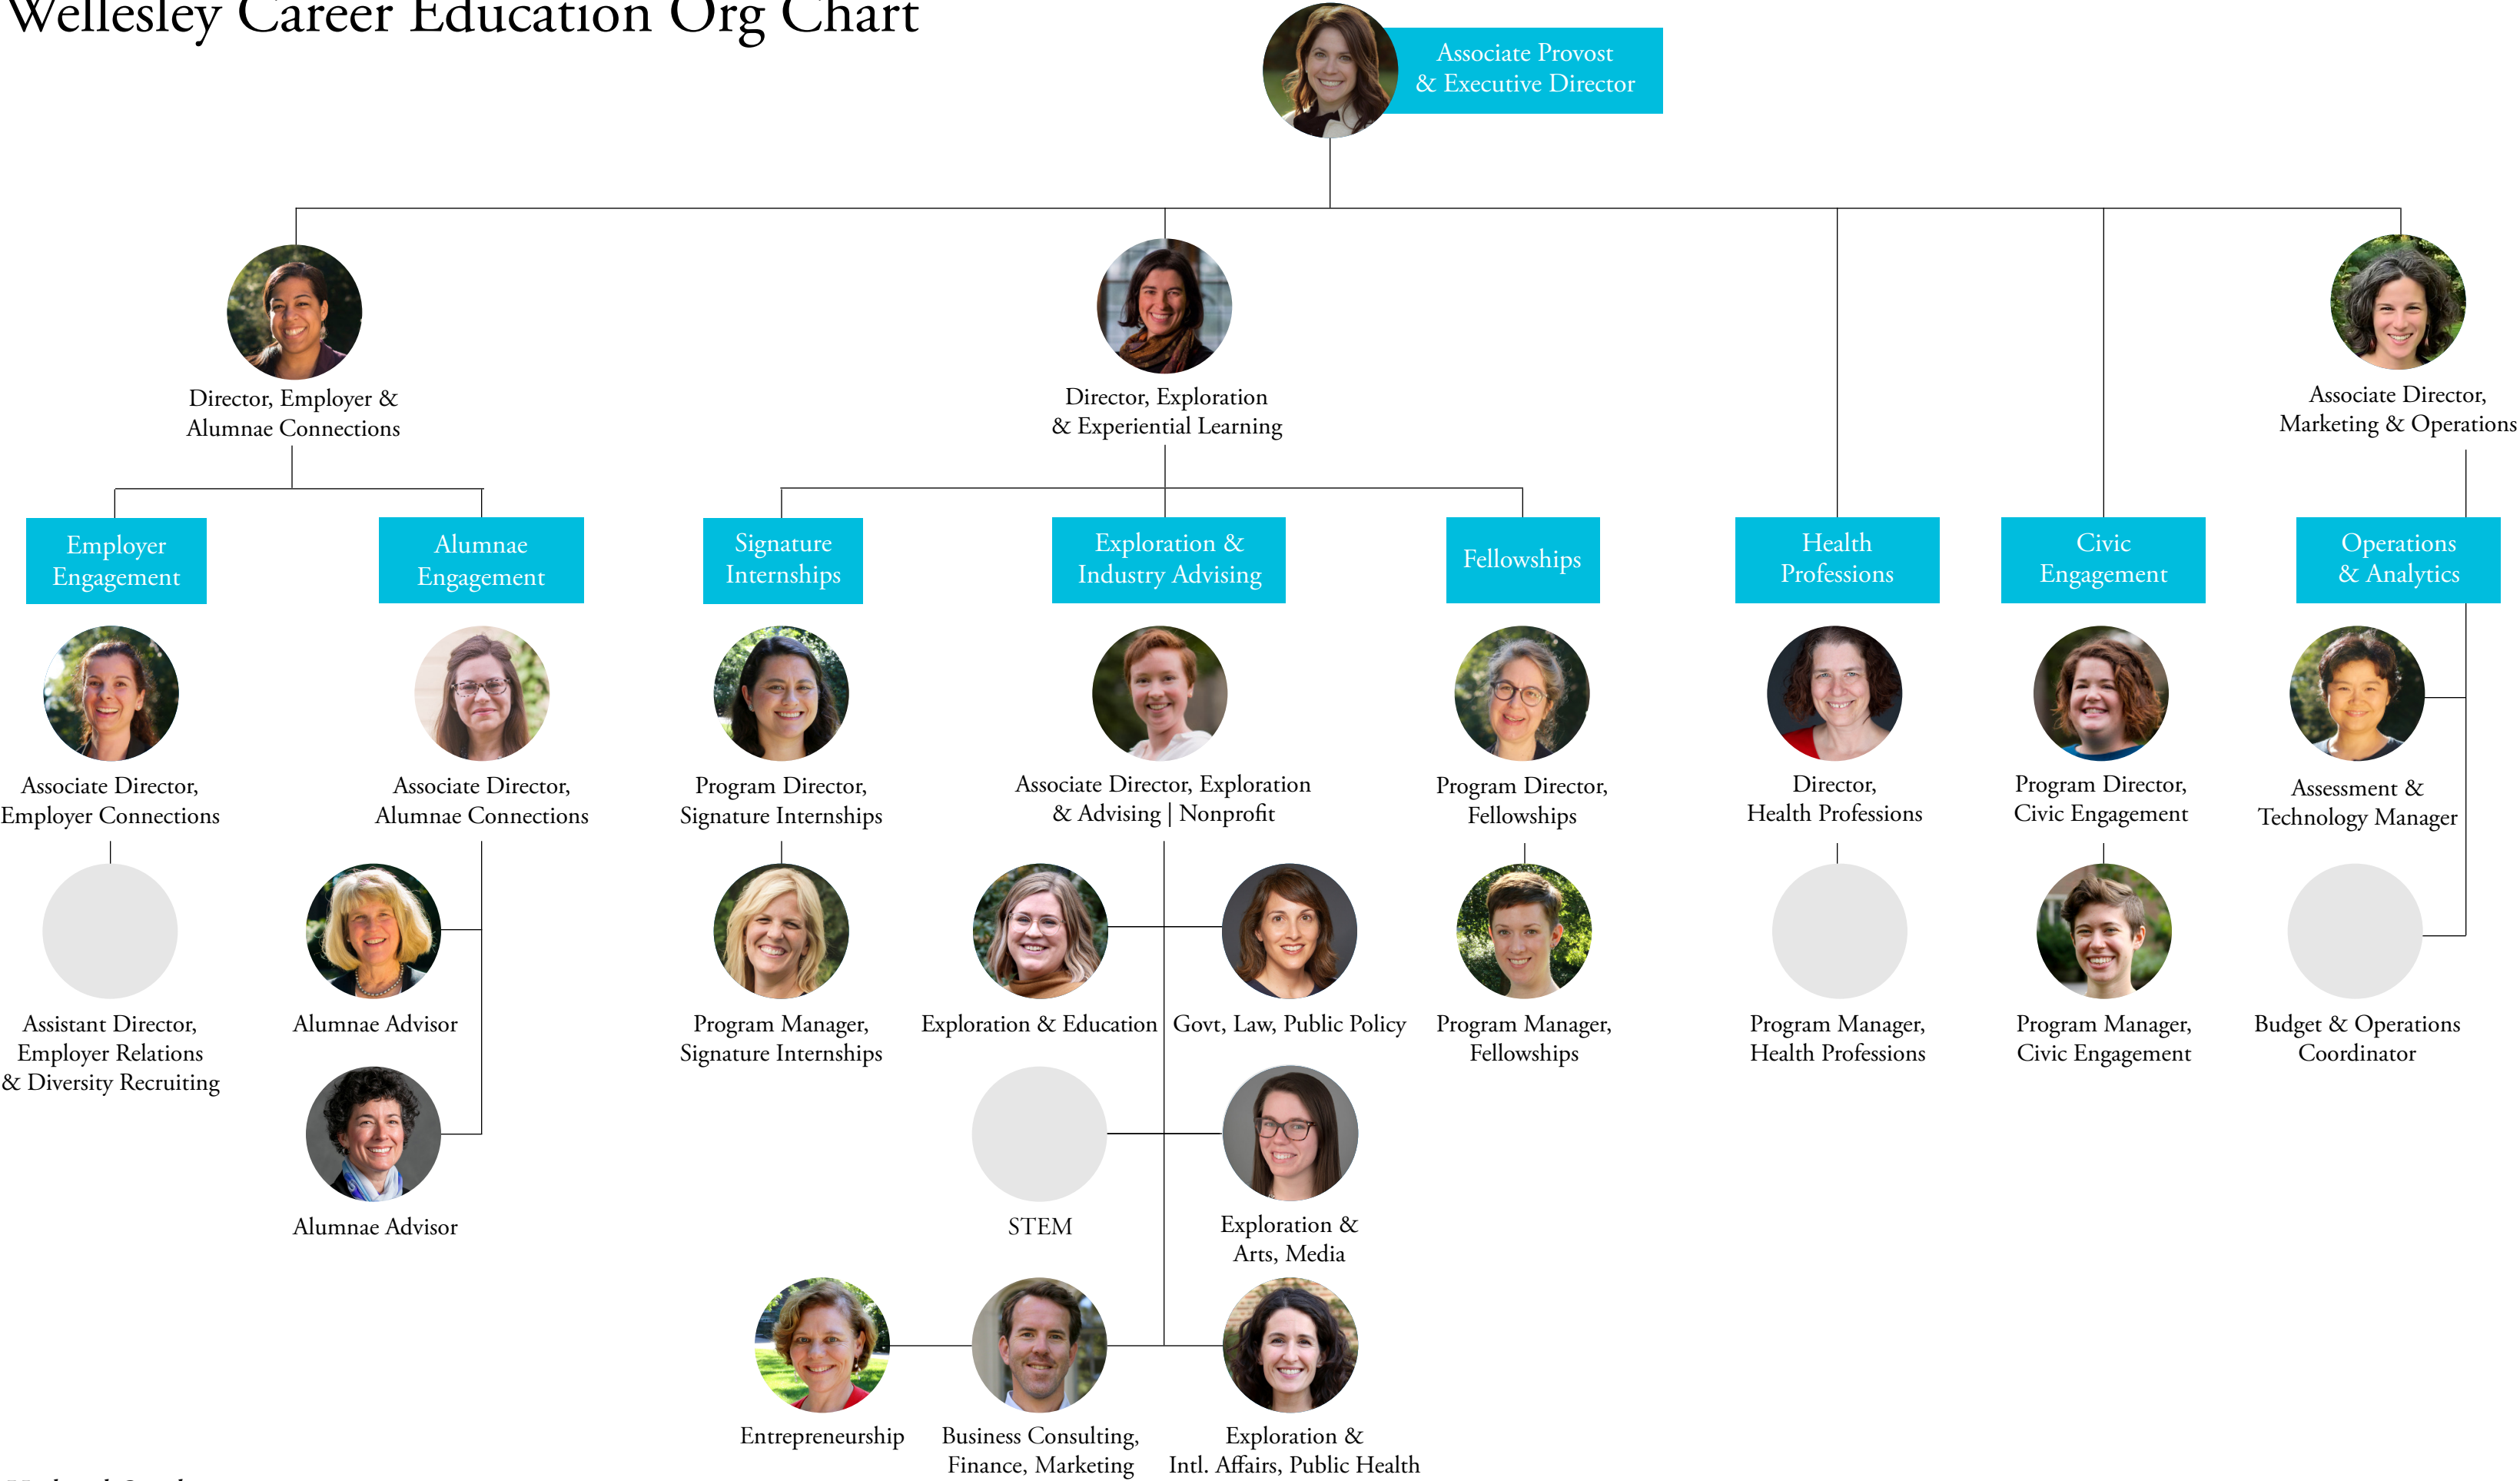 Wellesley Career Education Org Chart
Associate Provost
& Executive Director
Director, Employer &
Alumnae Connections
Director, Exploration
& Experiential Learning
Associate Director,
Marketing & Operations
Employer
Engagement
Alumnae
Engagement
Signature
Internships
Exploration &
Industry Advising
Fellowships
Health
Professions
Civic
Engagement
Operations
& Analytics
Associate Director,
Employer Connections
Associate Director,
Alumnae Connections
Program Director,
Signature Internships
Associate Director, Exploration
& Advising | Nonprofit
Program Director,
Fellowships
Director,
Health Professions
Program Director,
Civic Engagement
Assessment &
Technology Manager
Assistant Director,
Employer Relations
& Diversity Recruiting
Alumnae Advisor
Program Manager,
Signature Internships
Exploration & Education
Govt, Law, Public Policy
Program Manager,
Fellowships
Program Manager,
Health Professions
Program Manager,
Civic Engagement
Budget & Operations
Coordinator
Alumnae Advisor
STEM
Exploration &
Arts, Media
Entrepreneurship
Business Consulting,
Finance, Marketing
Exploration &
Intl. Affairs, Public Health